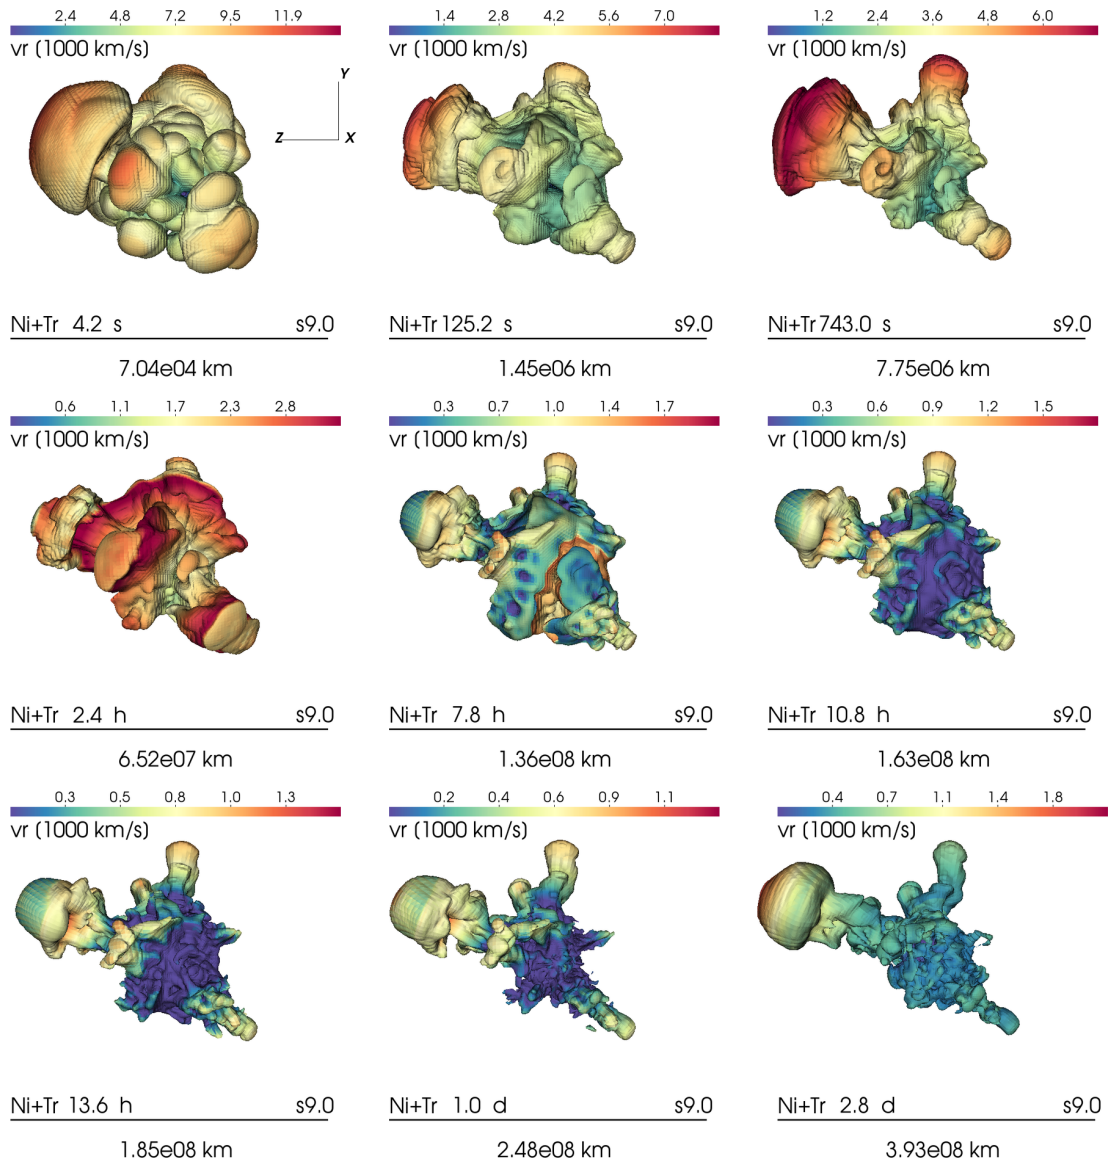 2.4 4.8 7.2 9.5 11.9
vr (1000 km/s)
Y
Z X
Ni+Tr 4.2 s s9.0
7.04e04 km
1.4 2.8 4.2 5.6 7.0
vr (1000 km/s)
Ni+Tr 125.2 s s9.0
1.45e06 km
1.2 2.4 3.6 4.8 6.0
vr (1000 km/s)
Ni+Tr 743.0 s s9.0
7.75e06 km
0.6 1.1 1.7 2.3 2.8
vr (1000 km/s)
Ni+Tr 2.4 h s9.0
6.52e07 km
0.3 0.7 1.0 1.4 1.7
vr (1000 km/s)
Ni+Tr 7.8 h s9.0
1.36e08 km
0.3 0.6 0.9 1.2 1.5
vr (1000 km/s)
Ni+Tr 10.8 h s9.0
1.63e08 km
0.3 0.5 0.8 1.0 1.3
vr (1000 km/s)
Ni+Tr 13.6 h s9.0
1.85e08 km
0.2 0.4 0.7 0.9 1.1
vr (1000 km/s)
Ni+Tr 1.0 d s9.0
2.48e08 km
0.4 0.7 1.1 1.4 1.8
vr (1000 km/s)
Ni+Tr 2.8 d s9.0
3.93e08 km